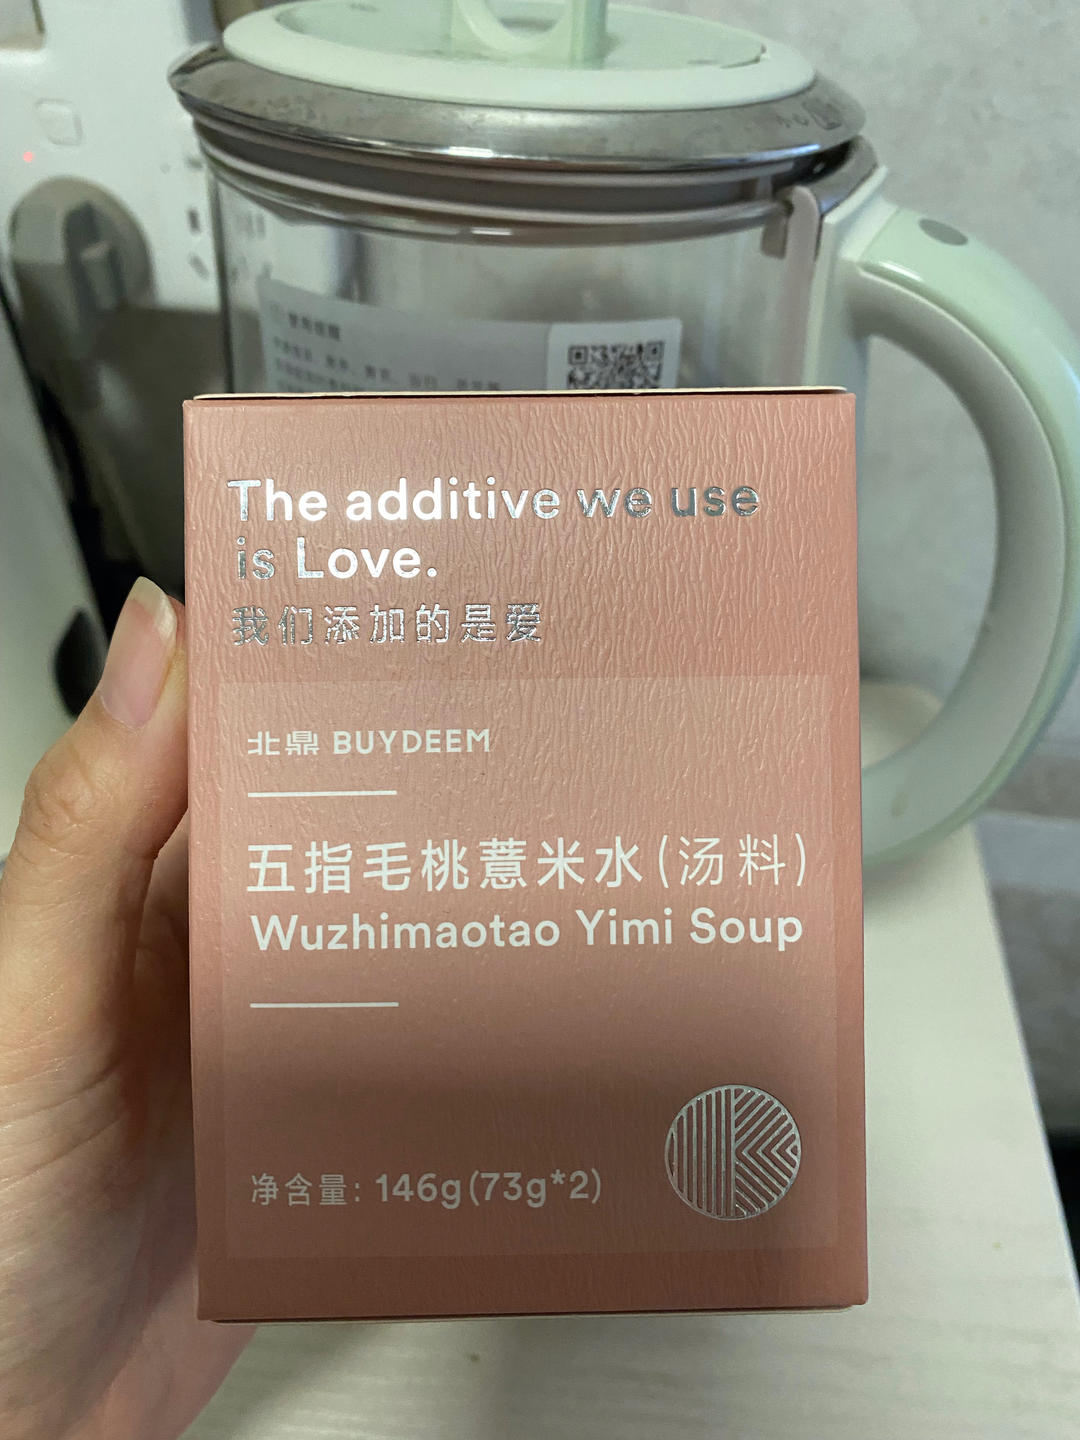 The additive we use
is Love.
我们添加的是爱
北鼎 BUYDEEM
五指毛桃薏米水(汤料)
Wuzhimaotao Yimi Soup
净含量: 146g(73g*2)